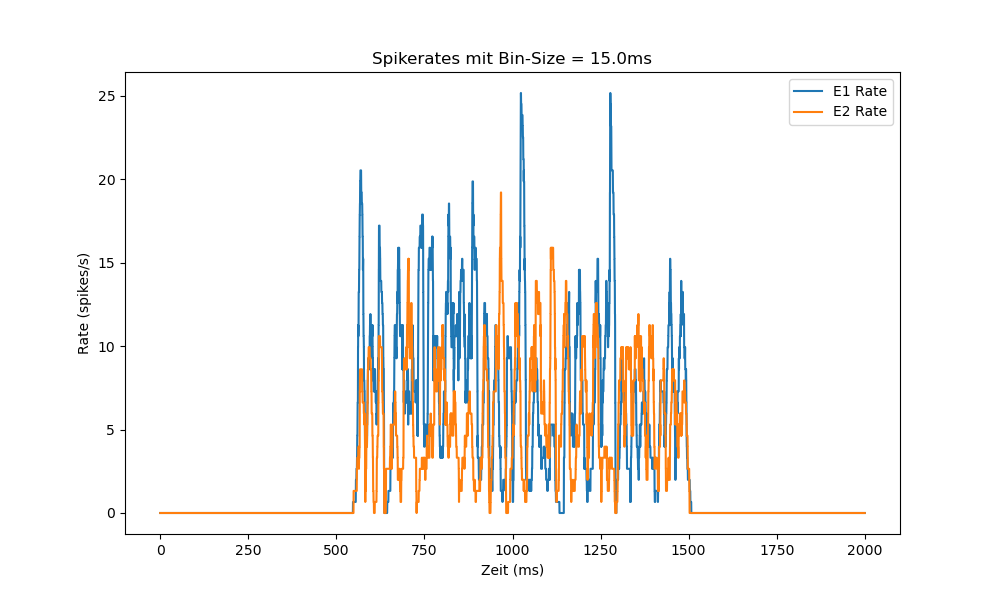 Spikerates mit Bin-Size = 15.0ms
E1 Rate
E2 Rate
25
20
15
10
5
0
Rate (spikes/s)
0 250 500 750 1000 1250 1500 1750 2000
Zeit (ms)